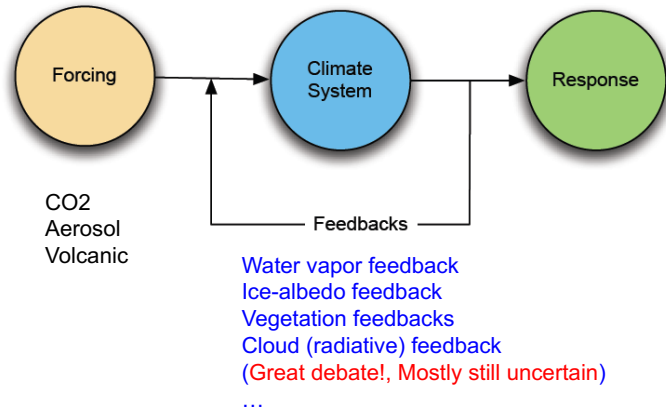 Forcing
Climate
System
Response
Feedbacks
CO2
Aerosol
Volcanic
Water vapor feedback
Ice-albedo feedback
Vegetation feedbacks
Cloud (radiative) feedback
(Great debate!, Mostly still uncertain)
…